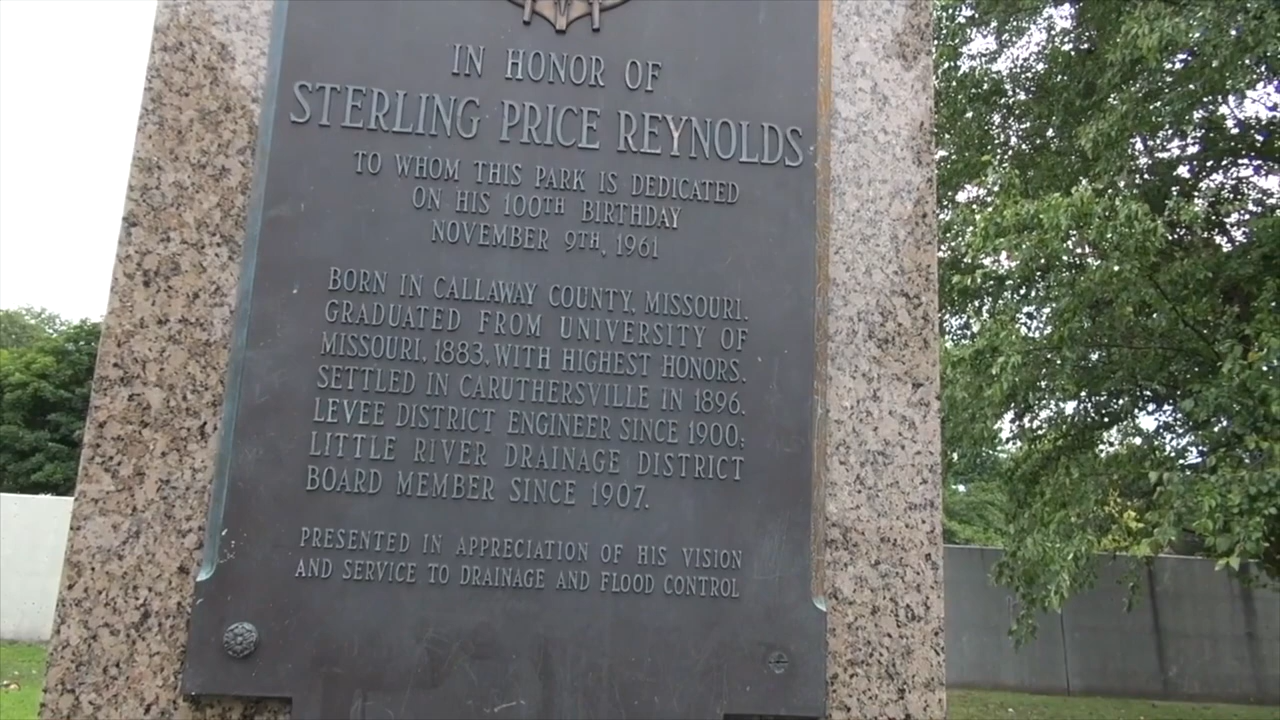 IN HONOR OF
STERLING PRICE REYNOLDS
TO WHOM THIS PARK IS DEDICATED
ON HIS 100TH BIRTHDAY
NOVEMBER 9TH, 1961
BORN IN CALLAWAY COUNTY, MISSOURI.
GRADUATED FROM UNIVERSITY OF
MISSOURI, 1883, WITH HIGHEST HONORS.
SETTLED IN CARUTHERSVILLE IN 1896.
LEVEE DISTRICT ENGINEER SINCE 1900;
LITTLE RIVER DRAINAGE DISTRICT
BOARD MEMBER SINCE 1907.
PRESENTED IN APPRECIATION OF HIS VISION
AND SERVICE TO DRAINAGE AND FLOOD CONTROL